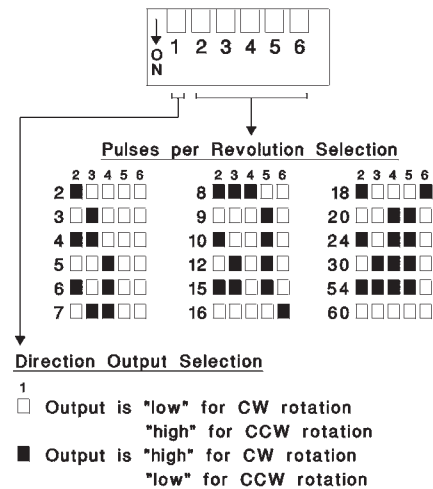 ON 1 2 3 4 5 6
Pulses per Revolution Selection
2 3 4 5 6 2 3 4 5 6 2 3 4 5 6
2 8 18
3 9 20
4 10 24
5 12 30
6 15 54
7 16 60
Direction Output Selection
1
Output is "low" for CW rotation
"high" for CCW rotation
Output is "high" for CW rotation
"low" for CCW rotation